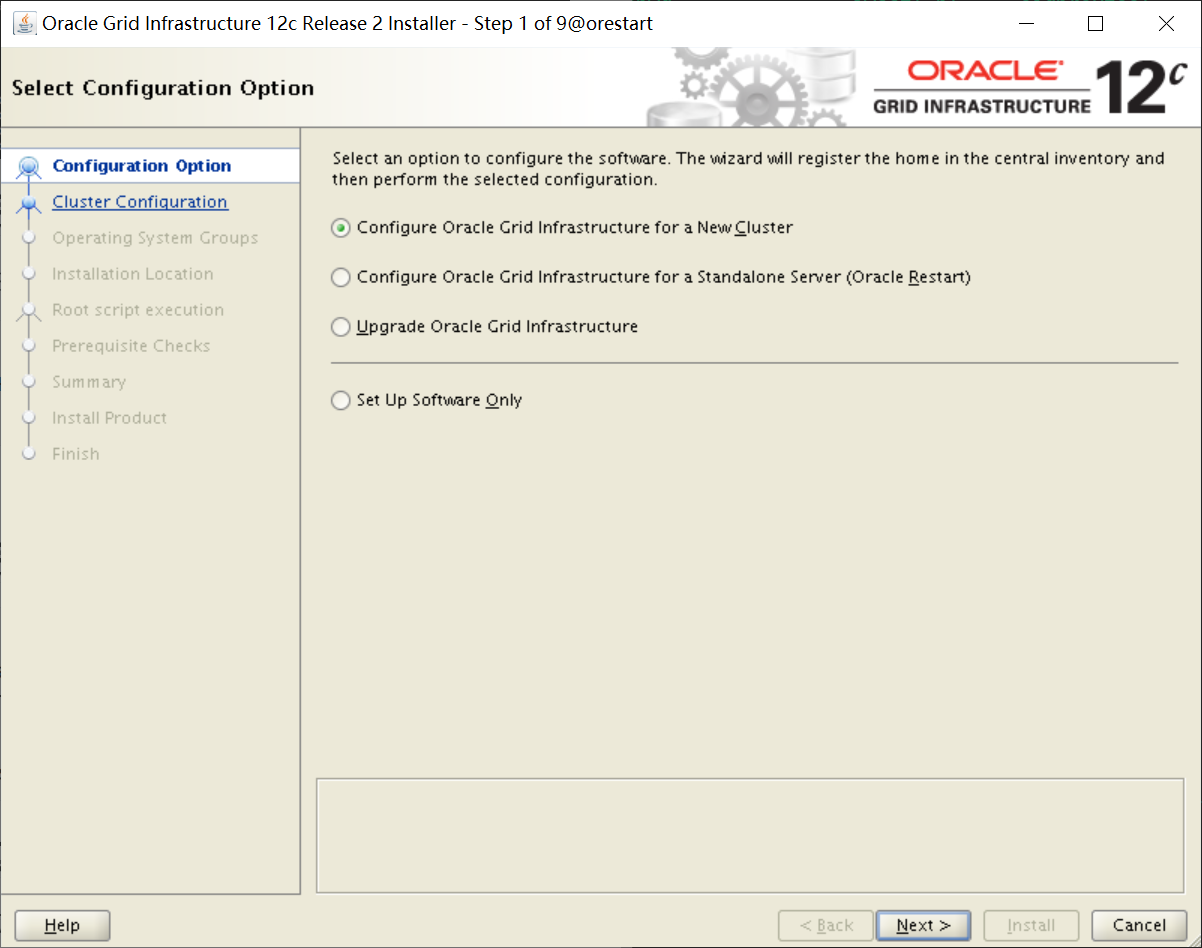 Oracle Grid Infrastructure 12c Release 2 Installer - Step 1 of 9@orestart
Select Configuration Option
ORACLE
GRID INFRASTRUCTURE
12c
Configuration Option
Cluster Configuration
Operating System Groups
Installation Location
Root script execution
Prerequisite Checks
Summary
Install Product
Finish
Select an option to configure the software. The wizard will register the home in the central inventory and
then perform the selected configuration.
Configure Oracle Grid Infrastructure for a New Cluster
Configure Oracle Grid Infrastructure for a Standalone Server (Oracle Restart)
Upgrade Oracle Grid Infrastructure
Set Up Software Only
Help
< Back
Next >
Install
Cancel